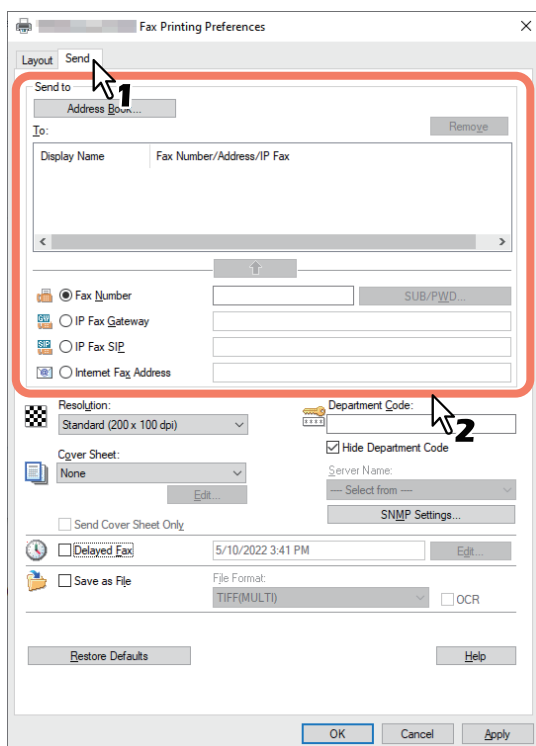 Fax Printing Preferences
Layout Send
1
Send to
Address Book...
To:
Remove
Display Name Fax Number/Address/IP Fax
Fax Number SUB/PWD...
IP Fax Gateway
IP Fax SIP
Internet Fax Address
2
Resolution:
Standard (200 x 100 dpi)
Department Code:
Hide Department Code
Cover Sheet:
None
Edit...
Server Name:
--- Select from ---
SNMP Settings...
Send Cover Sheet Only
Delayed Fax 5/10/2022 3:41 PM Edit...
Save as File
File Format:
TIFF(MULTI) OCR
Restore Defaults Help
OK Cancel Apply